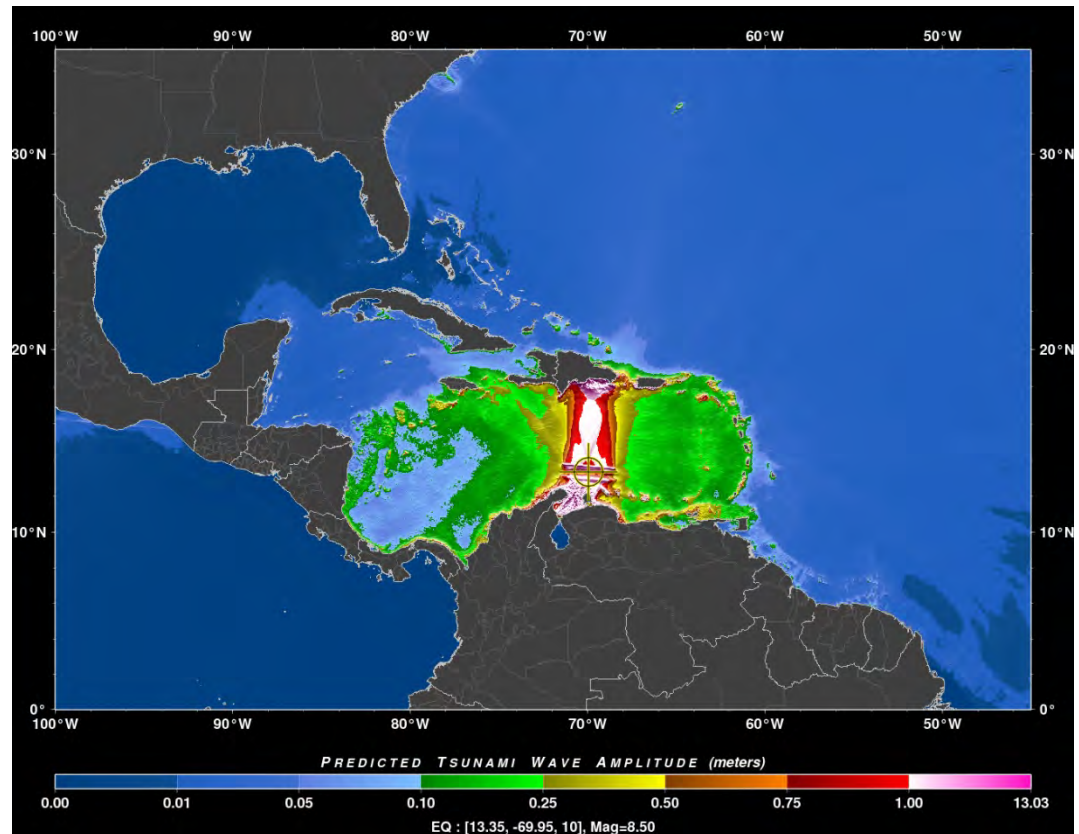 100°W 90°W 80°W 70°W 60°W 50°W
30°N 30°N
20°N 20°N
10°N 10°N
0° 0°
100°W 90°W 80°W 70°W 60°W 50°W
PREDICTED TSUNAMI WAVE AMPLITUDE (meters)
0.00 0.01 0.05 0.10 0.25 0.50 0.75 1.00 13.03
EQ : [13.35, -69.95, 10], Mag=8.50